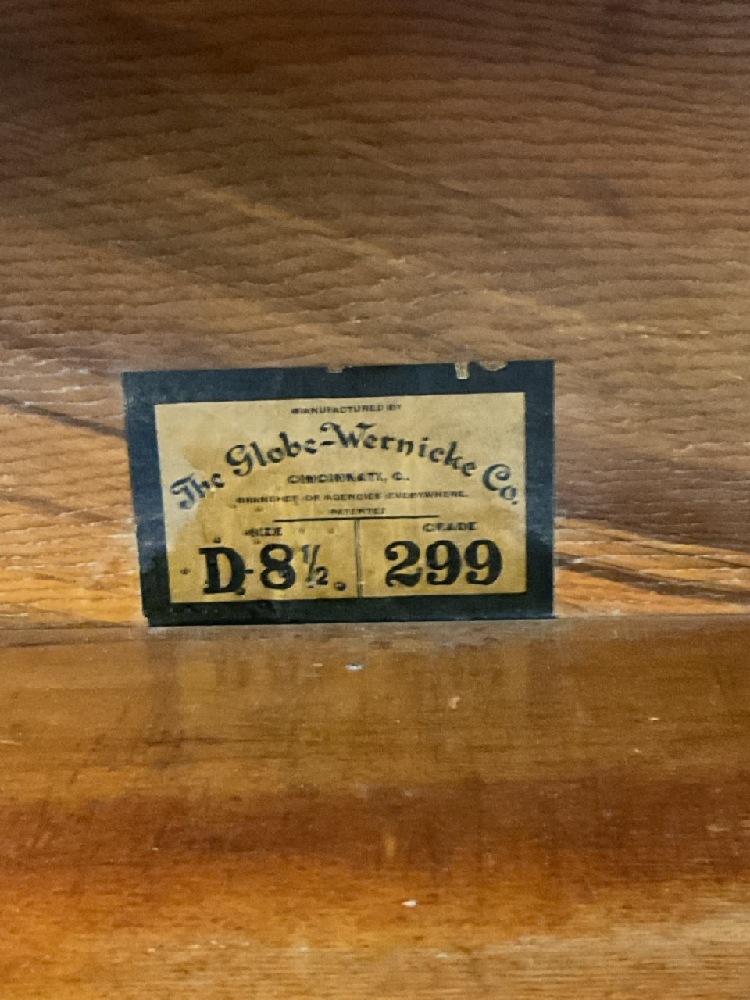 MANUFACTURED BY
The Globe-Wernicke Co.
CINCINNATI, O.
BRANCHES OR AGENCIES EVERYWHERE.
PATENTED
SIZE GRADE
D-8½ 299